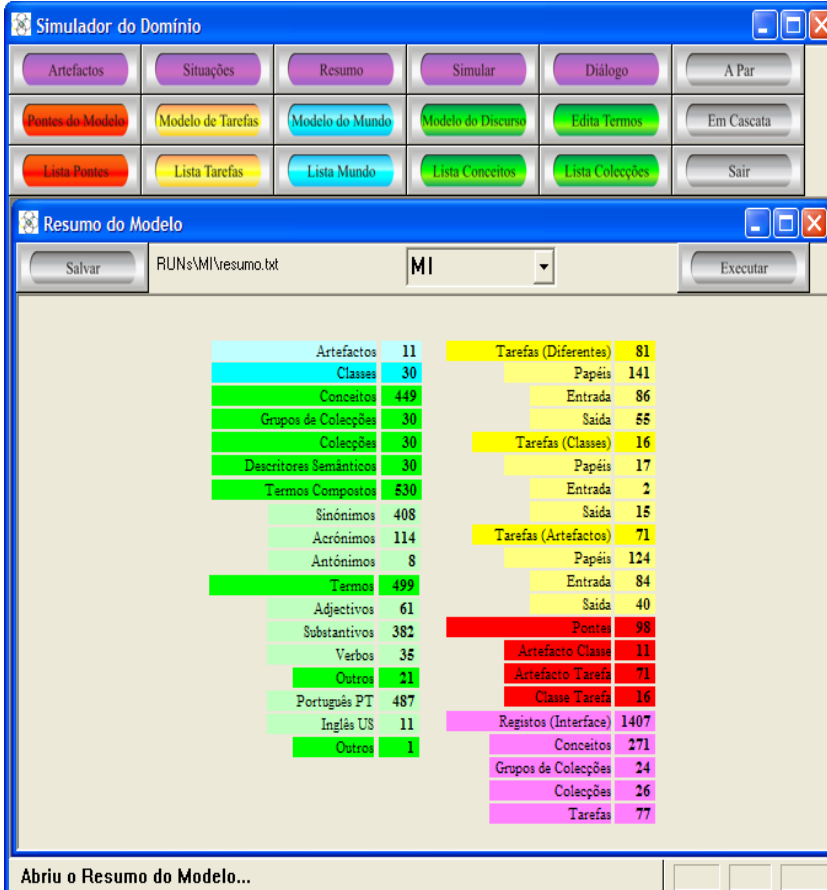 Simulador do Domínio
Artefactos Situações Resumo Simular Diálogo A Par
Pontes do Modelo Modelo de Tarefas Modelo do Mundo Modelo do Discurso Edita Termos Em Cascata
Lista Pontes Lista Tarefas Lista Mundo Lista Conceitos Lista Colecções Sair
Resumo do Modelo
Salvar RUNs\MI\resumo.txt MI Executar
Artefactos 11
Classes 30
Conceitos 449
Grupos de Colecções 30
Colecções 30
Descritores Semânticos 30
Termos Compostos 530
Sinónimos 408
Acrónimos 114
Antónimos 8
Termos 499
Adjectivos 61
Substantivos 382
Verbos 35
Outros 21
Português PT 487
Inglês US 11
Outros 1
Tarefas (Diferentes) 81
Papéis 141
Entrada 86
Saída 55
Tarefas (Classes) 16
Papéis 17
Entrada 2
Saída 15
Tarefas (Artefactos) 71
Papéis 124
Entrada 84
Saída 40
Pontes 98
Artefacto Classe 11
Artefacto Tarefa 71
Classe Tarefa 16
Registos (Interface) 1407
Conceitos 271
Grupos de Colecções 24
Colecções 26
Tarefas 77
Abriu o Resumo do Modelo...